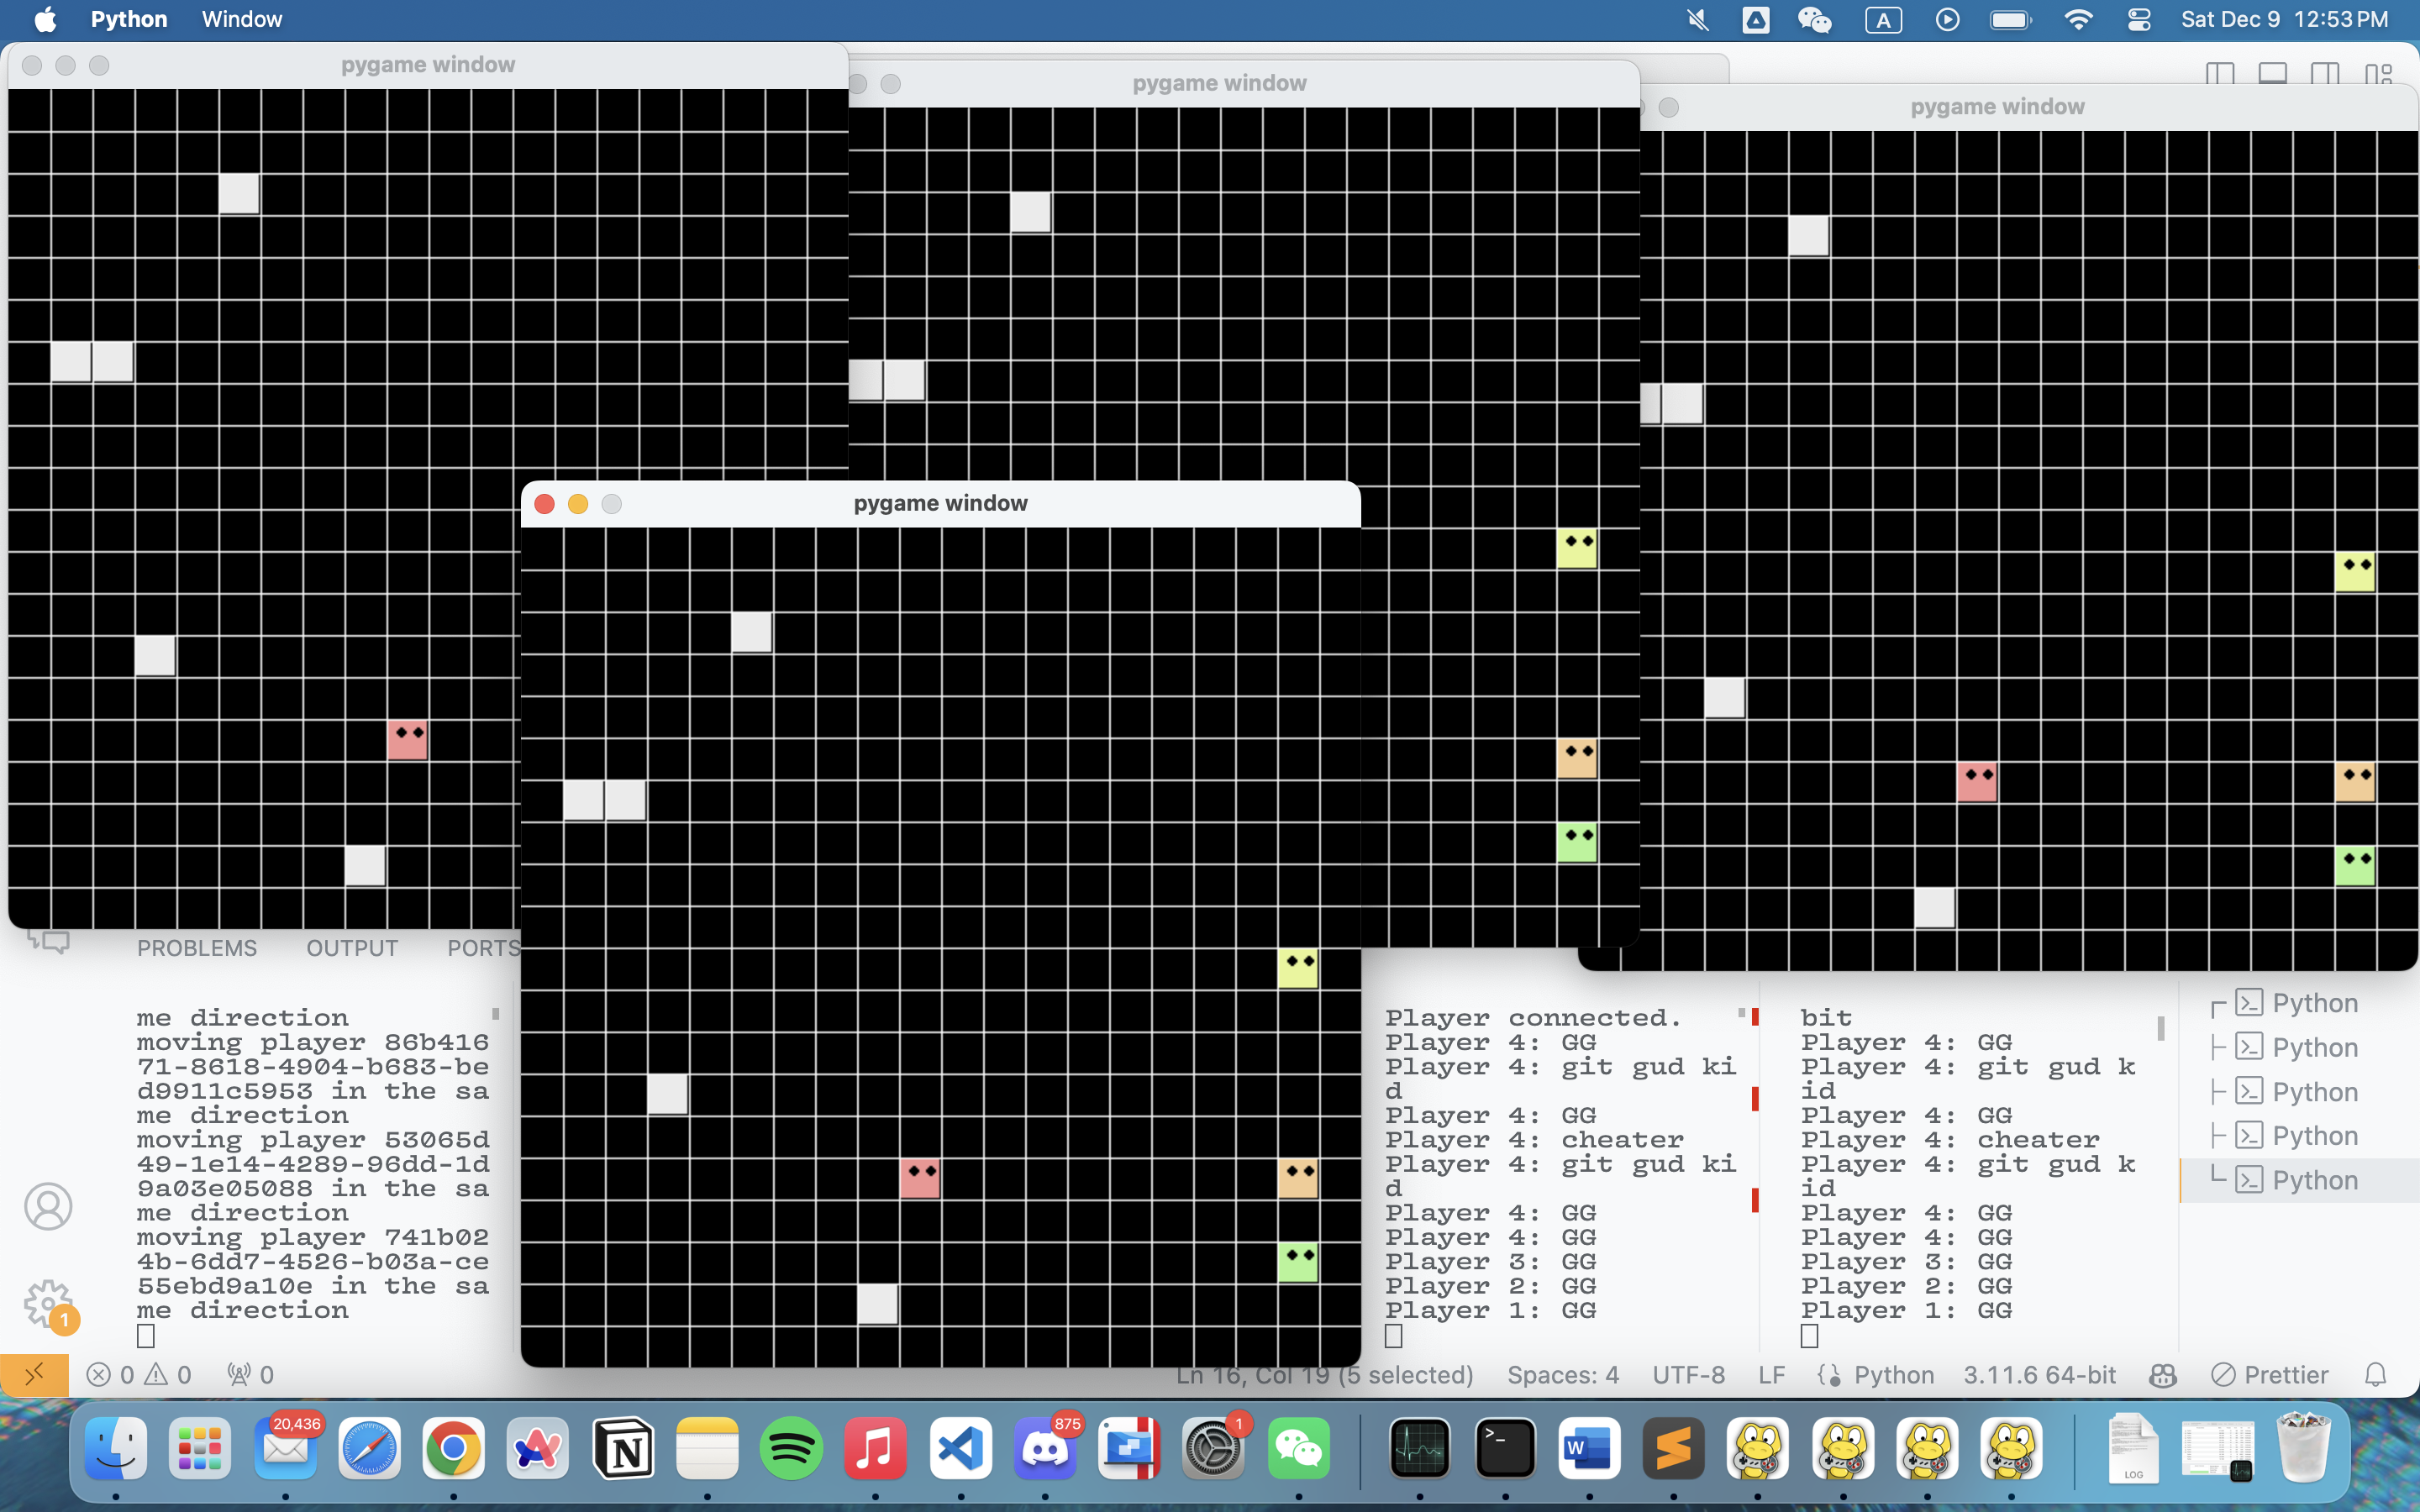 Python Window
A
Sat Dec 9 12:53 PM
pygame window
pygame window
pygame window
pygame window
PROBLEMS OUTPUT PORTS
me direction
moving player 86b416
71-8618-4904-b683-be
d9911c5953 in the sa
me direction
moving player 53065d
49-1e14-4289-96dd-1d
9a03e05088 in the sa
me direction
moving player 741b02
4b-6dd7-4526-b03a-ce
55ebd9a10e in the sa
me direction
Player connected.
Player 4: GG
Player 4: git gud ki
d
Player 4: GG
Player 4: cheater
Player 4: git gud ki
d
Player 4: GG
Player 4: GG
Player 3: GG
Player 2: GG
Player 1: GG
bit
Player 4: GG
Player 4: git gud k
id
Player 4: GG
Player 4: cheater
Player 4: git gud k
id
Player 4: GG
Player 4: GG
Player 3: GG
Player 2: GG
Player 1: GG
Python
Python
Python
Python
Python
1
0 0 0
Ln 16, Col 19 (5 selected) Spaces: 4 UTF-8 LF Python 3.11.6 64-bit Prettier
20,436
N
875
1
>_
W
LOG